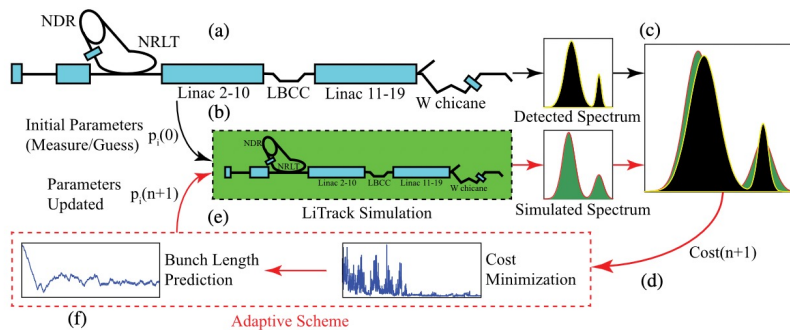 (a)
(c)
NDR
NRLT
Linac 2-10
LBCC
Linac 11-19
W chicane
Detected Spectrum
(b)
Initial Parameters
(Measure/Guess)
pi(0)
NDR
NRLT
Linac 2-10
LBCC
Linac 11-19
W chicane
Parameters
Updated
pi(n+1)
(e)
LiTrack Simulation
Simulated Spectrum
Cost(n+1)
(d)
Bunch Length
Prediction
Cost
Minimization
(f)
Adaptive Scheme